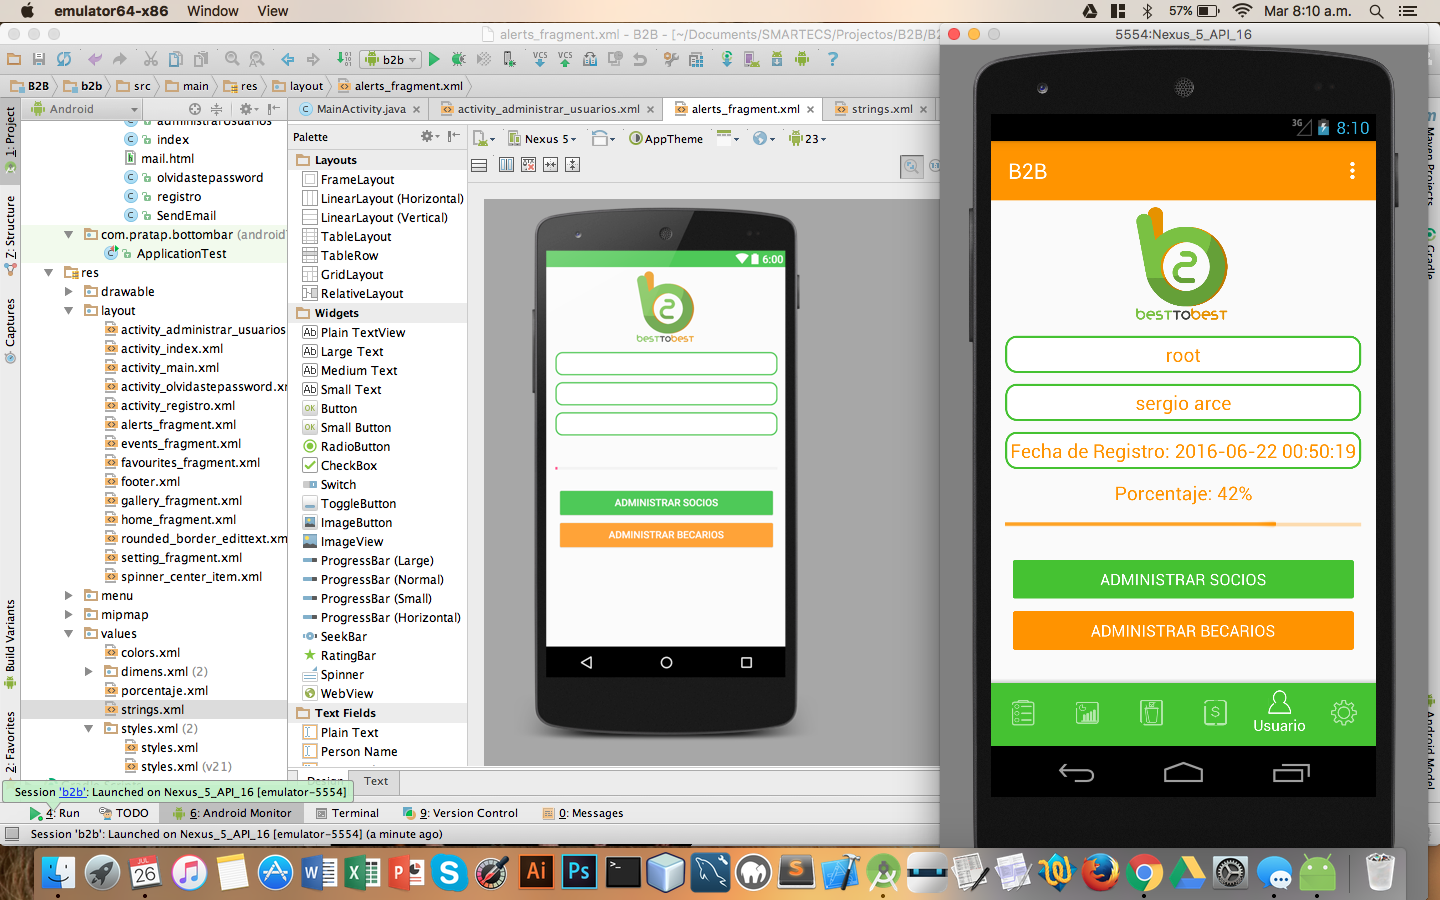 emulator64-x86 Window View
57% Mar 8:10 a.m.
alerts_fragment.xml - B2B - [~/Documents/SMARTECS/Projectos/B2B/B2
5554:Nexus_5_API_16
b2b
VCS VCS
B2B b2b src main res layout alerts_fragment.xml
Android
MainActivity.java activity_administrar_usuarios.xml alerts_fragment.xml strings.xml
1: Project
Z: Structure
Captures
Build Variants
2: Favorites
index
mail.html
olvidastepassword
registro
SendEmail
com.pratap.bottombar (android
ApplicationTest
res
drawable
layout
activity_administrar_usuarios
activity_index.xml
activity_main.xml
activity_olvidastepassword.xm
activity_registro.xml
alerts_fragment.xml
events_fragment.xml
favourites_fragment.xml
footer.xml
gallery_fragment.xml
home_fragment.xml
rounded_border_edittext.xm
setting_fragment.xml
spinner_center_item.xml
menu
mipmap
values
colors.xml
dimens.xml (2)
porcentaje.xml
strings.xml
styles.xml (2)
styles.xml
styles.xml (v21)
Palette
Layouts
FrameLayout
LinearLayout (Horizontal)
LinearLayout (Vertical)
TableLayout
TableRow
GridLayout
RelativeLayout
Widgets
Plain TextView
Large Text
Medium Text
Small Text
Button
Small Button
RadioButton
CheckBox
Switch
ToggleButton
ImageButton
ImageView
ProgressBar (Large)
ProgressBar (Normal)
ProgressBar (Small)
ProgressBar (Horizontal)
SeekBar
RatingBar
Spinner
WebView
Text Fields
Plain Text
Person Name
Design Text
Nexus 5 AppTheme 23
6:00
BESTTOBEST
ADMINISTRAR SOCIOS
ADMINISTRAR BECARIOS
3G 8:10
B2B
BESTTOBEST
root
sergio arce
Fecha de Registro: 2016-06-22 00:50:19
Porcentaje: 42%
ADMINISTRAR SOCIOS
ADMINISTRAR BECARIOS
Usuario
Maven Projects
Gradle
Android Model
Session 'b2b': Launched on Nexus_5_API_16 [emulator-5554]
4: Run TODO 6: Android Monitor Terminal 9: Version Control 0: Messages
Session 'b2b': Launched on Nexus_5_API_16 [emulator-5554] (a minute ago)
JUL
26
Ai
Ps